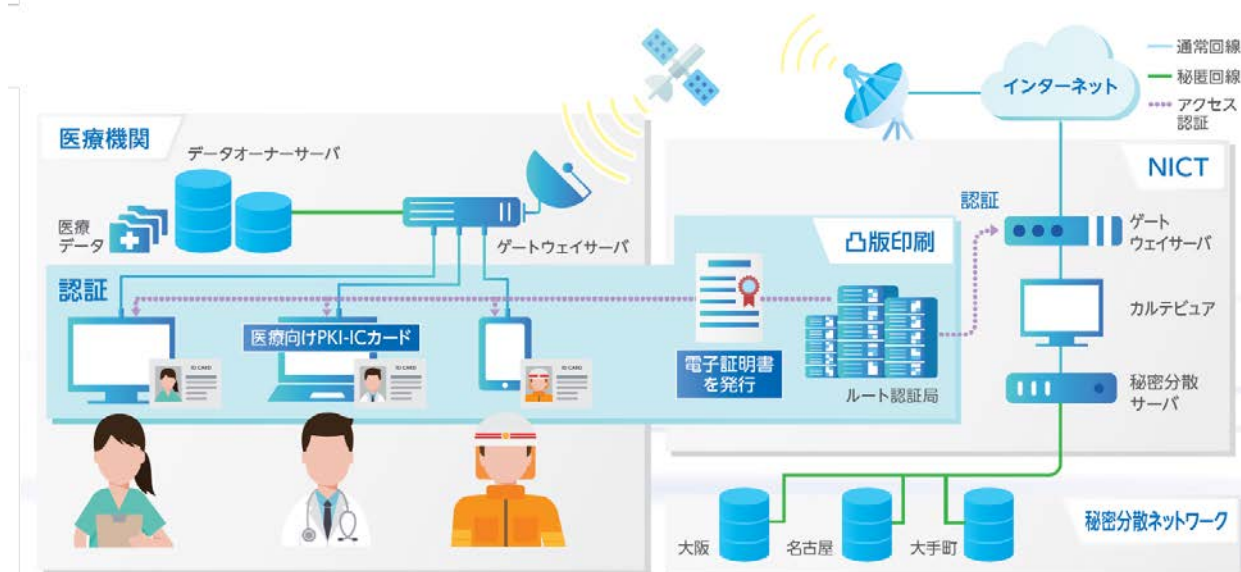 通常回線
秘匿回線
アクセス
認証
インターネット
医療機関
データオーナーサーバ
医療
データ
ゲートウェイサーバ
NICT
認証
ゲート
ウェイサーバ
凸版印刷
認証
カルテビュア
医療向けPKI-ICカード
電子証明書
を発行
ルート認証局
秘密分散
サーバ
ID CARD
ID CARD
ID CARD
秘密分散ネットワーク
大阪
名古屋
大手町